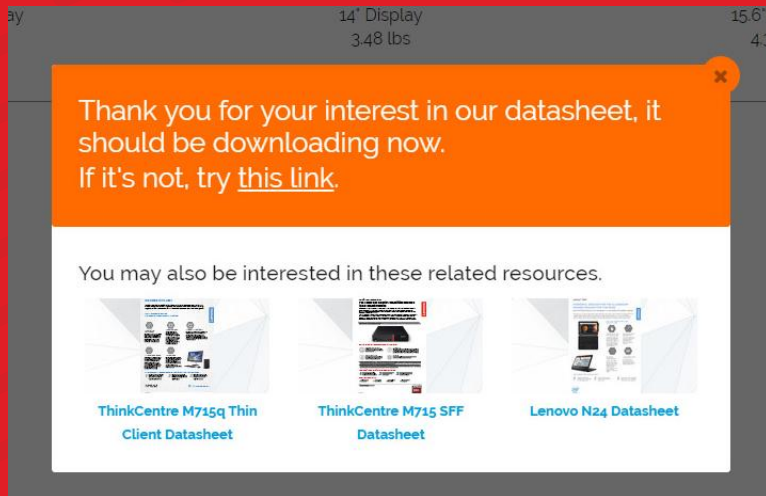 ay
14" Display
15.6"
3.48 lbs
Thank you for your interest in our datasheet, it
should be downloading now.
If it's not, try this link.
You may also be interested in these related resources.
ThinkCentre M715q Thin
Client Datasheet
ThinkCentre M715 SFF
Datasheet
Lenovo N24 Datasheet